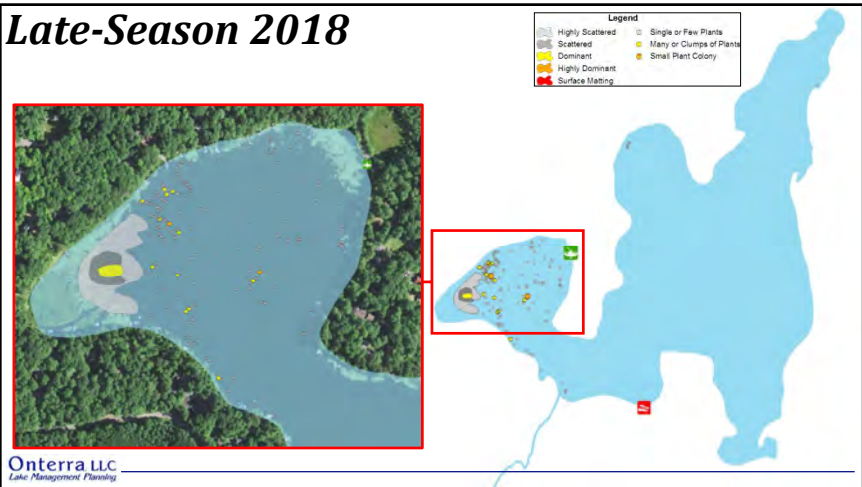 Late-Season 2018
Legend
Highly Scattered
Scattered
Dominant
Highly Dominant
Surface Matting
Single or Few Plants
Many or Clumps of Plants
Small Plant Colony
Onterra LLC
Lake Management Planning